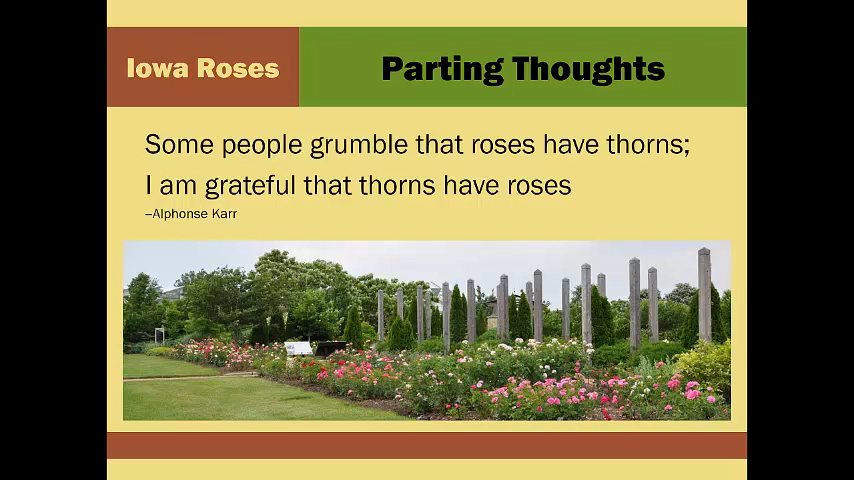 Iowa Roses
Parting Thoughts
Some people grumble that roses have thorns;
I am grateful that thorns have roses
–Alphonse Karr